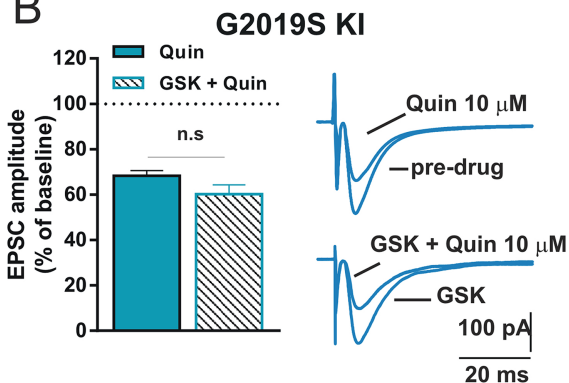 B
G2019S KI
Quin
GSK + Quin
EPSC amplitude
(% of baseline)
120
100
80
60
40
20
0
n.s
Quin 10 μM
pre-drug
GSK + Quin 10 μM
GSK
100 pA
20 ms